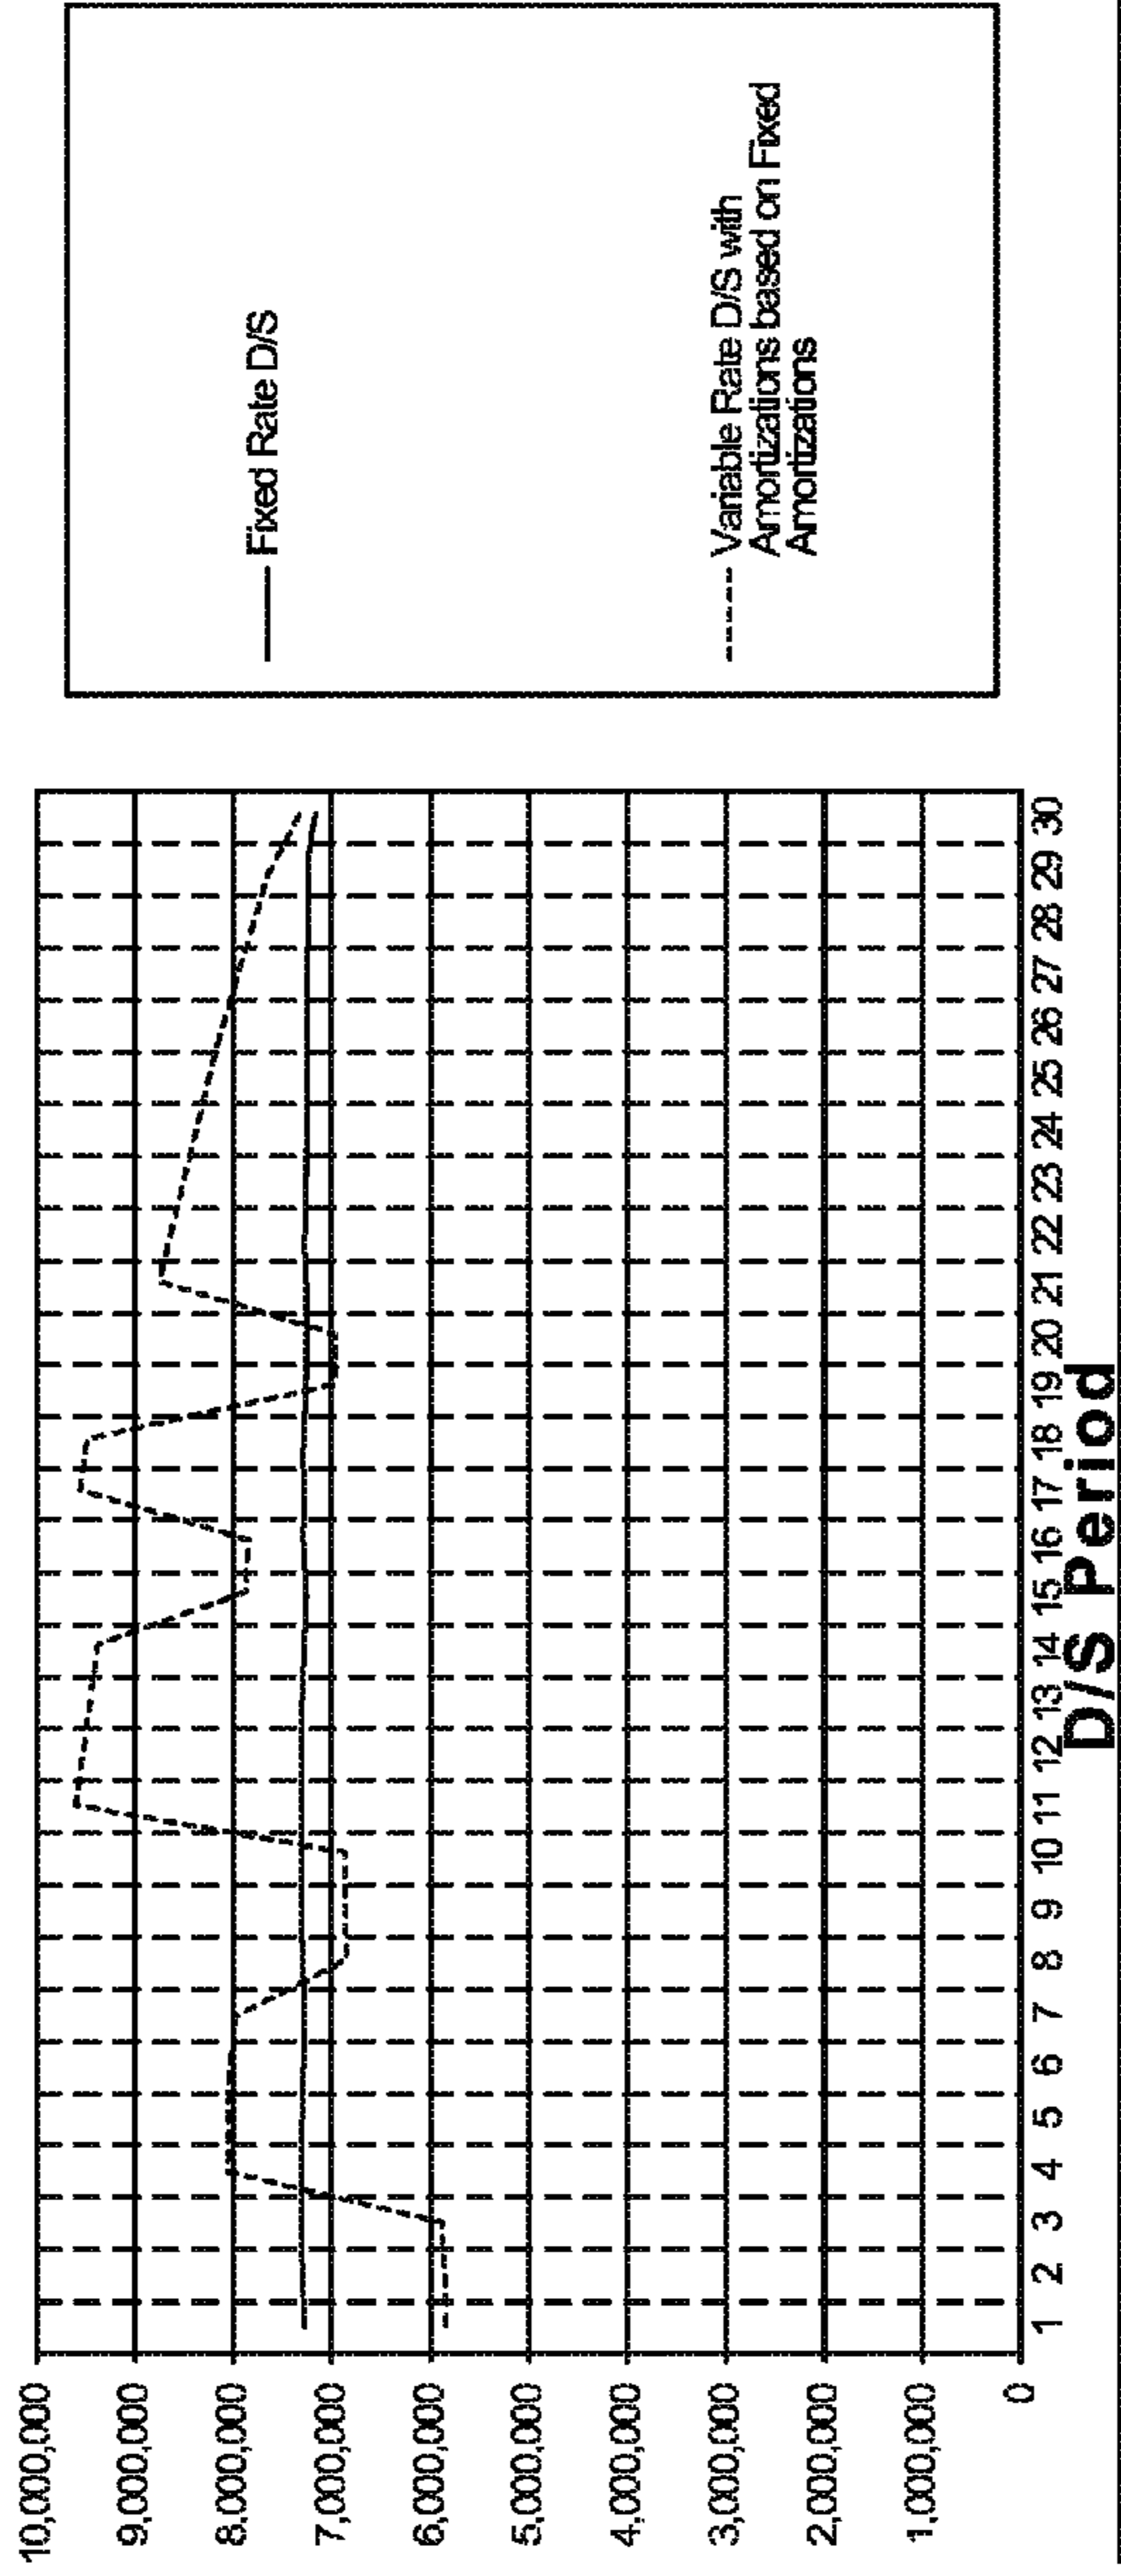 10,000,000
9,000,000
8,000,000
7,000,000
6,000,000
5,000,000
4,000,000
3,000,000
2,000,000
1,000,000
0
1 2 3 4 5 6 7 8 9 10 11 12 13 14 15 16 17 18 19 20 21 22 23 24 25 26 27 28 29 30
D/S Period
Fixed Rate D/S
Variable Rate D/S with
Amortizations based on Fixed
Amortizations